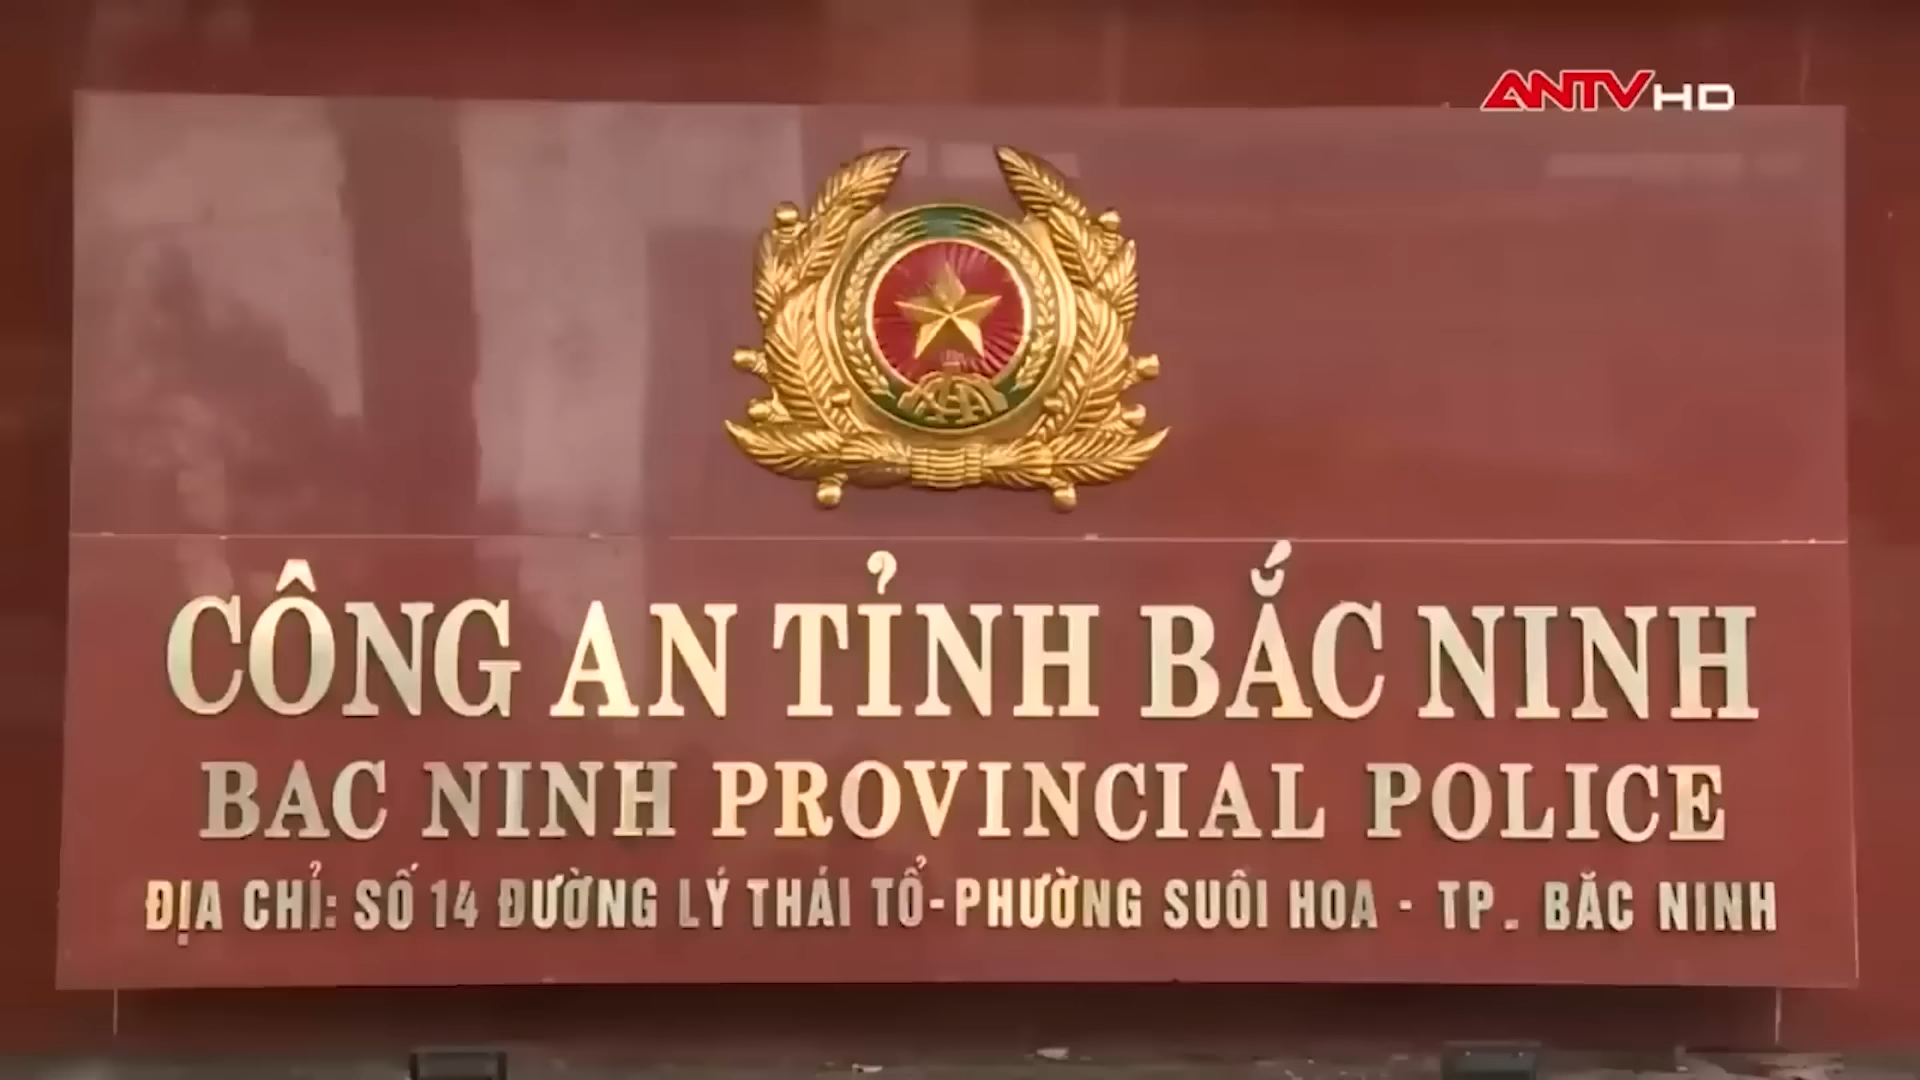 ANTV HD
CÔNG AN TỈNH BẮC NINH
BAC NINH PROVINCIAL POLICE
ĐỊA CHỈ: SỐ 14 ĐƯỜNG LÝ THÁI TỔ-PHƯỜNG SUỐI HOA - TP. BẮC NINH